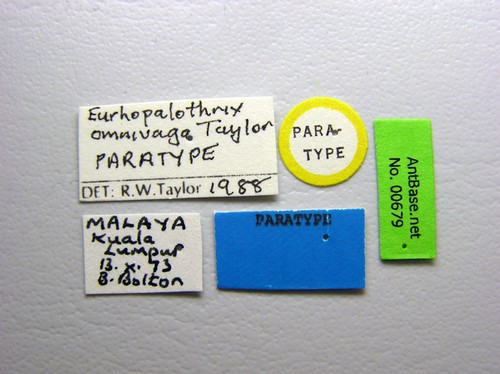 Eurhopalothrix
omnivaga Taylor
PARATYPE
DET: R.W.Taylor 1988
PARA-
TYPE
AntBase.net
No. 00679
MALAYA
Kuala
Lumpur
13. x. 73
B. Bolton
PARATYPE